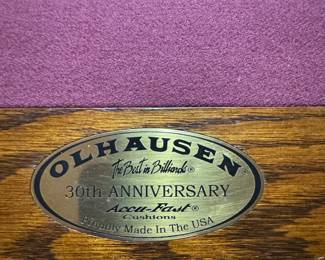 OLHAUSEN
The Best in Billiards®
30th ANNIVERSARY
Accu-Fast®
Cushions
Proudly Made In The USA